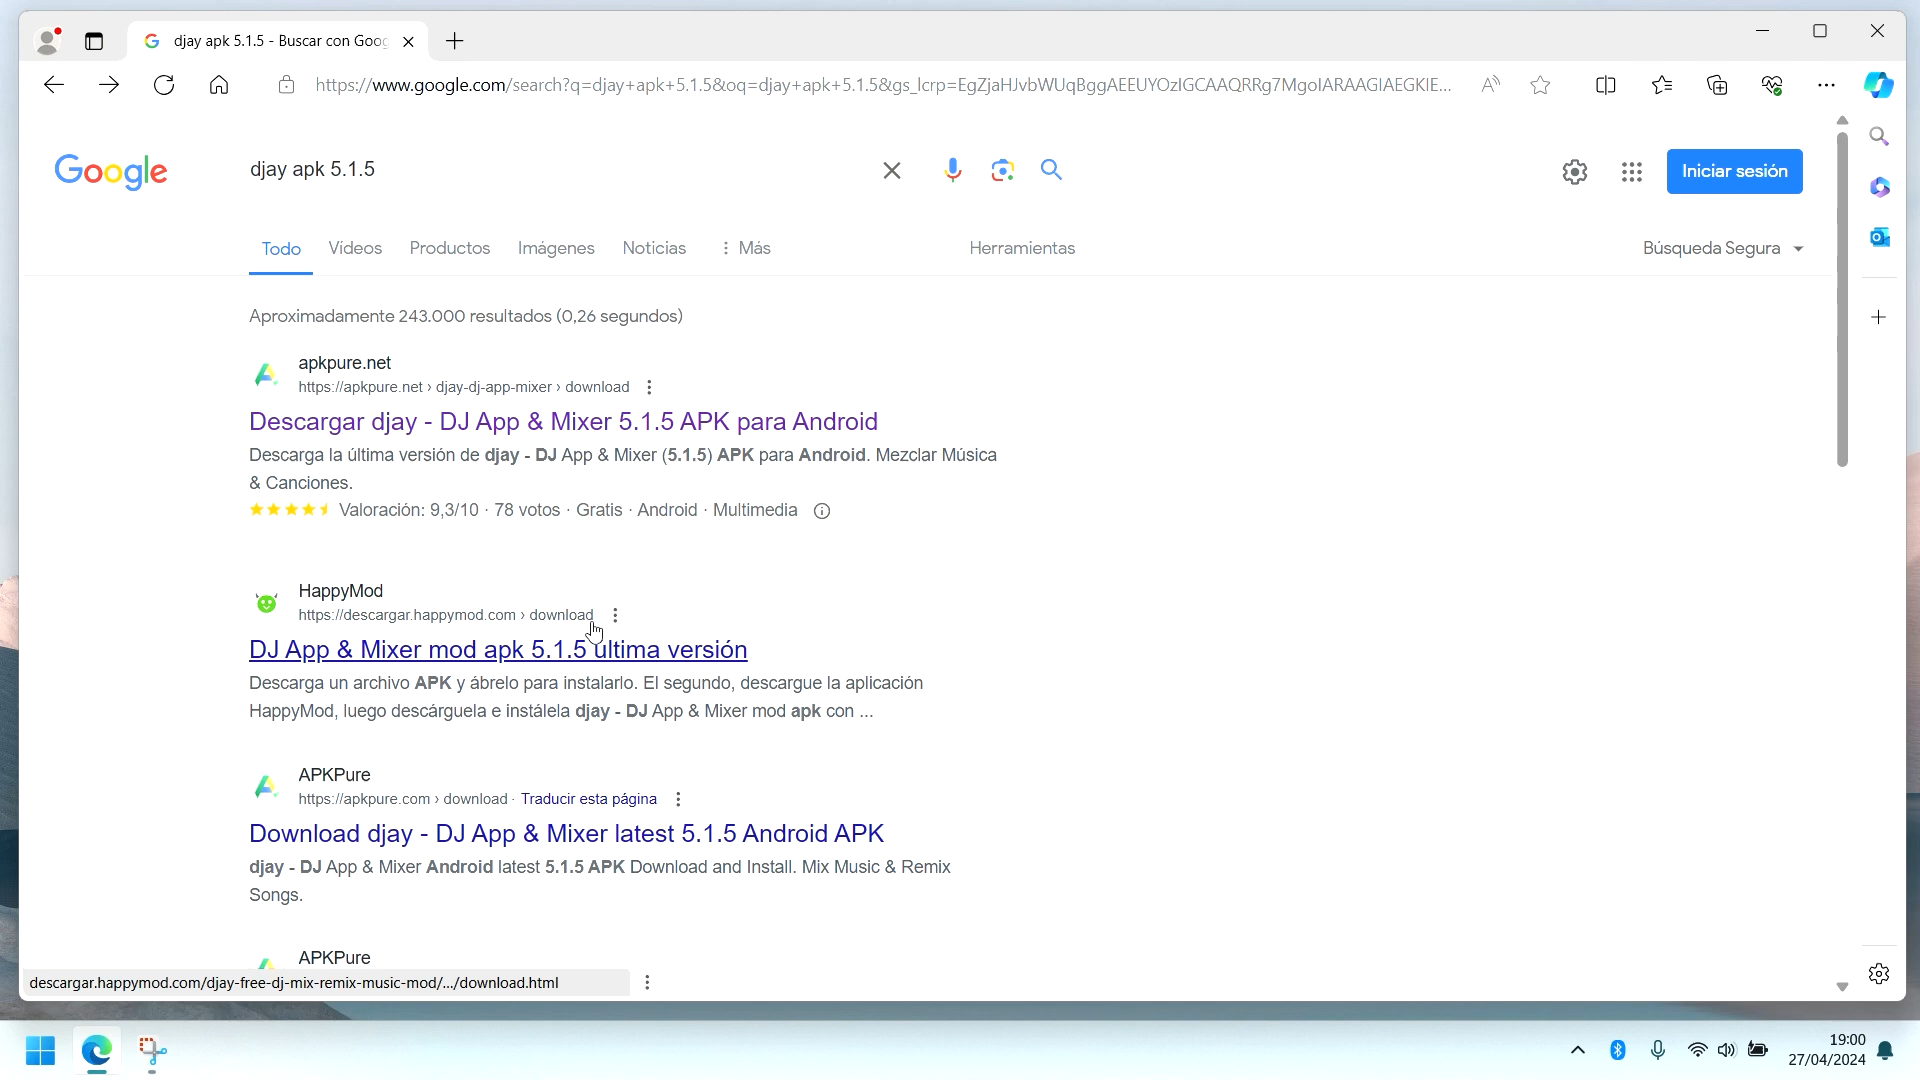 djay apk 5.1.5 - Buscar con Goog
https://www.google.com/search?q=djay+apk+5.1.5&oq=djay+apk+5.1.5&gs_lcrp=EgZjaHJvbWUqBggAEEUYOzIGCAAQRRg7MgoIARAAGIAEGKIE...
Google
djay apk 5.1.5
Iniciar sesión
Todo
Vídeos
Productos
Imágenes
Noticias
Más
Herramientas
Búsqueda Segura
Aproximadamente 243.000 resultados (0,26 segundos)
apkpure.net
https://apkpure.net › djay-dj-app-mixer › download
Descargar djay - DJ App & Mixer 5.1.5 APK para Android
Descarga la última versión de djay - DJ App & Mixer (5.1.5) APK para Android. Mezclar Música
& Canciones.
Valoración: 9,3/10 · 78 votos · Gratis · Android · Multimedia
HappyMod
https://descargar.happymod.com › download
DJ App & Mixer mod apk 5.1.5 última versión
Descarga un archivo APK y ábrelo para instalarlo. El segundo, descargue la aplicación
HappyMod, luego descárguela e instálela djay - DJ App & Mixer mod apk con ...
APKPure
https://apkpure.com › download · Traducir esta página
Download djay - DJ App & Mixer latest 5.1.5 Android APK
djay - DJ App & Mixer Android latest 5.1.5 APK Download and Install. Mix Music & Remix
Songs.
APKPure
descargar.happymod.com/djay-free-dj-mix-remix-music-mod/.../download.html
19:00
27/04/2024